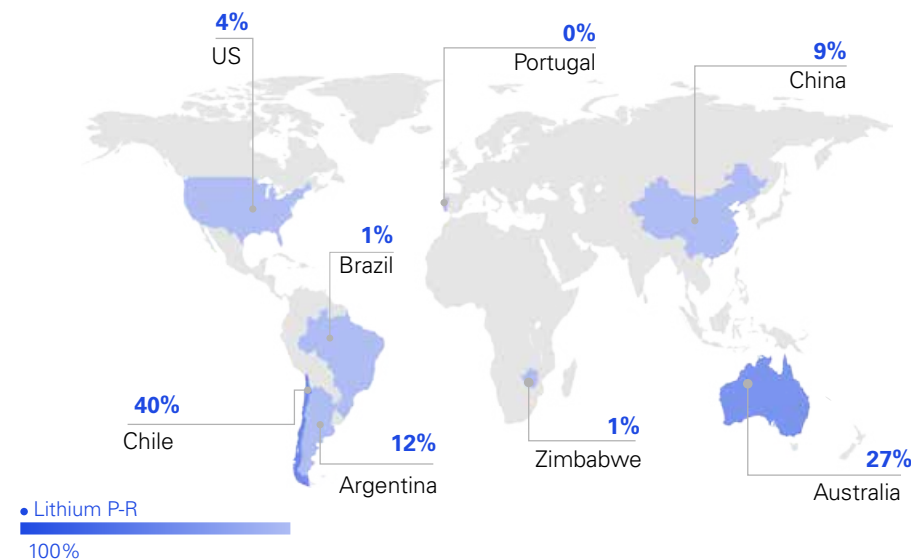 4%
US
0%
Portugal
9%
China
1%
Brazil
40%
Chile
12%
Argentina
1%
Zimbabwe
27%
Australia
Lithium P-R
100%